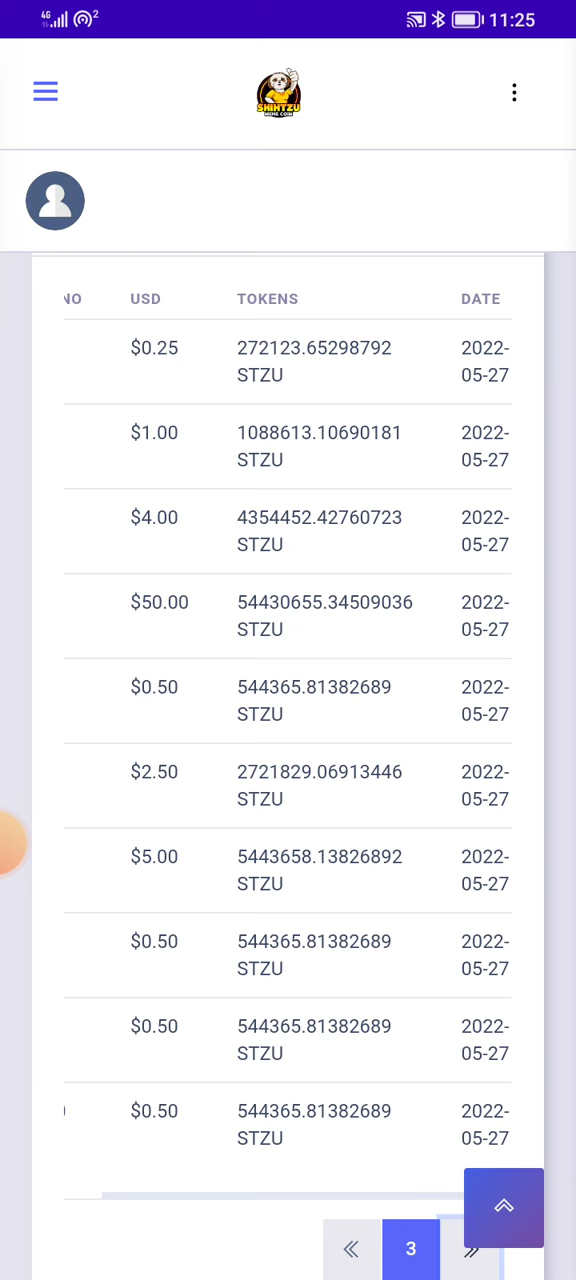 4G 2 11:25
SHIHTZU
MEME COIN
NO USD TOKENS DATE
$0.25 272123.65298792 2022-
STZU 05-27
$1.00 1088613.10690181 2022-
STZU 05-27
$4.00 4354452.42760723 2022-
STZU 05-27
$50.00 54430655.34509036 2022-
STZU 05-27
$0.50 544365.81382689 2022-
STZU 05-27
$2.50 2721829.06913446 2022-
STZU 05-27
$5.00 5443658.13826892 2022-
STZU 05-27
$0.50 544365.81382689 2022-
STZU 05-27
$0.50 544365.81382689 2022-
STZU 05-27
$0.50 544365.81382689 2022-
STZU 05-27
« 3 »